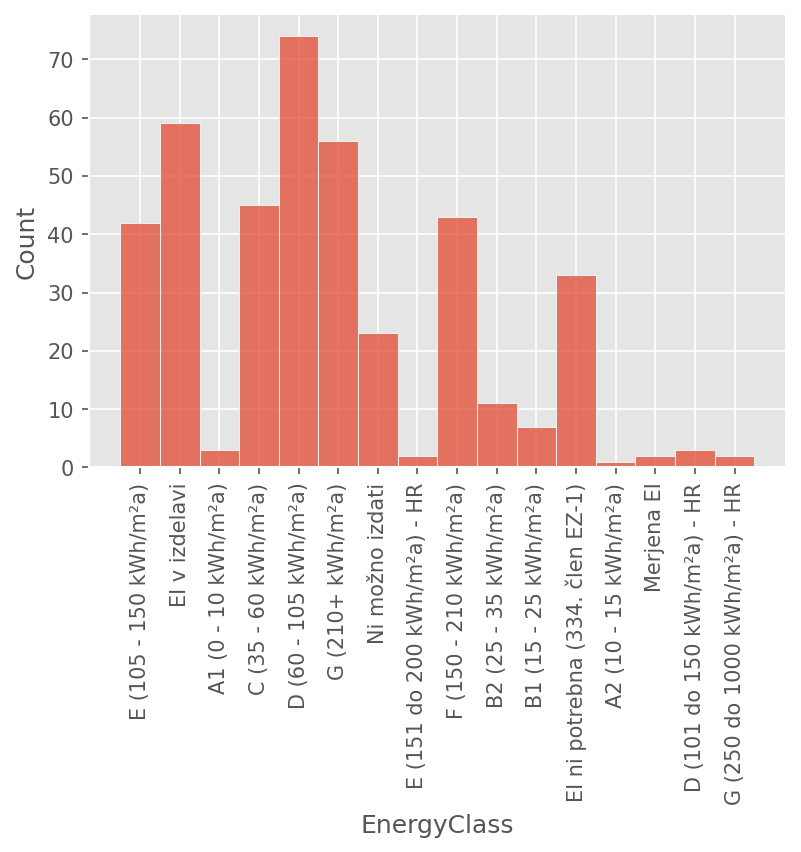 Count
70
60
50
40
30
20
10
0
E (105 - 150 kWh/m²a)
EI v izdelavi
A1 (0 - 10 kWh/m²a)
C (35 - 60 kWh/m²a)
D (60 - 105 kWh/m²a)
G (210+ kWh/m²a)
Ni možno izdati
E (151 do 200 kWh/m²a) - HR
F (150 - 210 kWh/m²a)
B2 (25 - 35 kWh/m²a)
B1 (15 - 25 kWh/m²a)
EI ni potrebna (334. člen EZ-1)
A2 (10 - 15 kWh/m²a)
Merjena EI
D (101 do 150 kWh/m²a) - HR
G (250 do 1000 kWh/m²a) - HR
EnergyClass